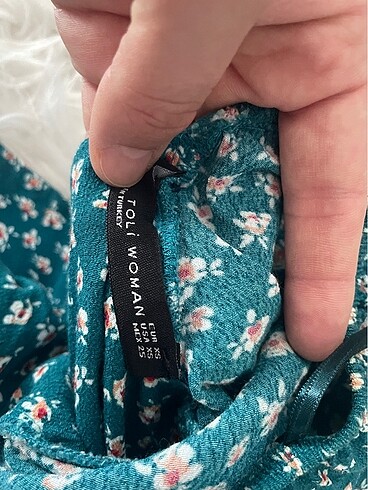 TOLİ WOMAN
TURKEY
EUR XS
USA XS
MEX 25